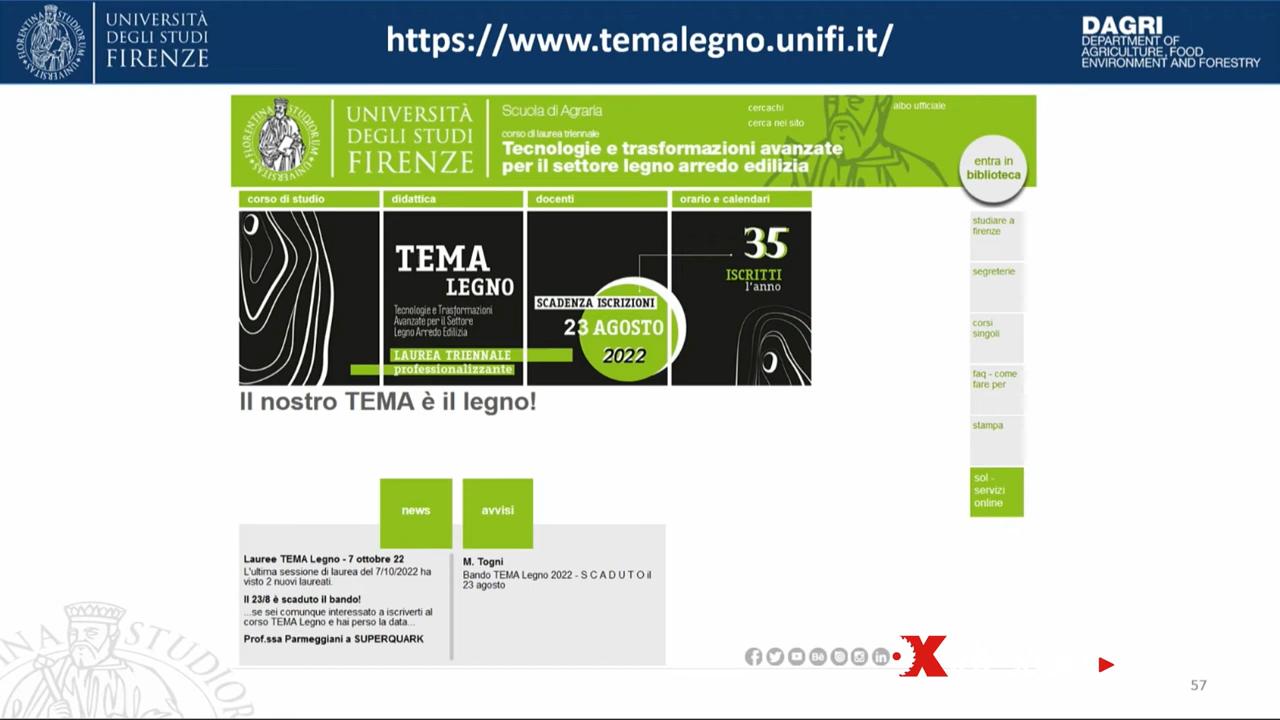 UNIVERSITÀ
DEGLI STUDI
FIRENZE
https://www.temalegno.unifi.it/
DAGRI
DEPARTMENT OF
AGRICULTURE, FOOD
ENVIRONMENT AND FORESTRY
UNIVERSITÀ
DEGLI STUDI
FIRENZE
Scuola di Agraria
corso di laurea triennale
Tecnologie e trasformazioni avanzate
per il settore legno arredo edilizia
cercachi
cerca nel sito
albo ufficiale
entra in
biblioteca
corso di studio
didattica
docenti
orario e calendari
TEMA
LEGNO
Tecnologie e Trasformazioni
Avanzate per il Settore
Legno Arredo Edilizia
LAUREA TRIENNALE
professionalizzante
SCADENZA ISCRIZIONI
23 AGOSTO
2022
35
ISCRITTI
l'anno
studiare a
firenze
segreterie
corsi
singoli
faq - come
fare per
stampa
sol -
servizi
online
Il nostro TEMA è il legno!
news
avvisi
Lauree TEMA Legno - 7 ottobre 22
L'ultima sessione di laurea del 7/10/2022 ha
visto 2 nuovi laureati.
Il 23/8 è scaduto il bando!
...se sei comunque interessato a iscriverti al
corso TEMA Legno e hai perso la data...
Prof.ssa Parmeggiani a SUPERQUARK
M. Togni
Bando TEMA Legno 2022 - S C A D U T O il
23 agosto
X
57